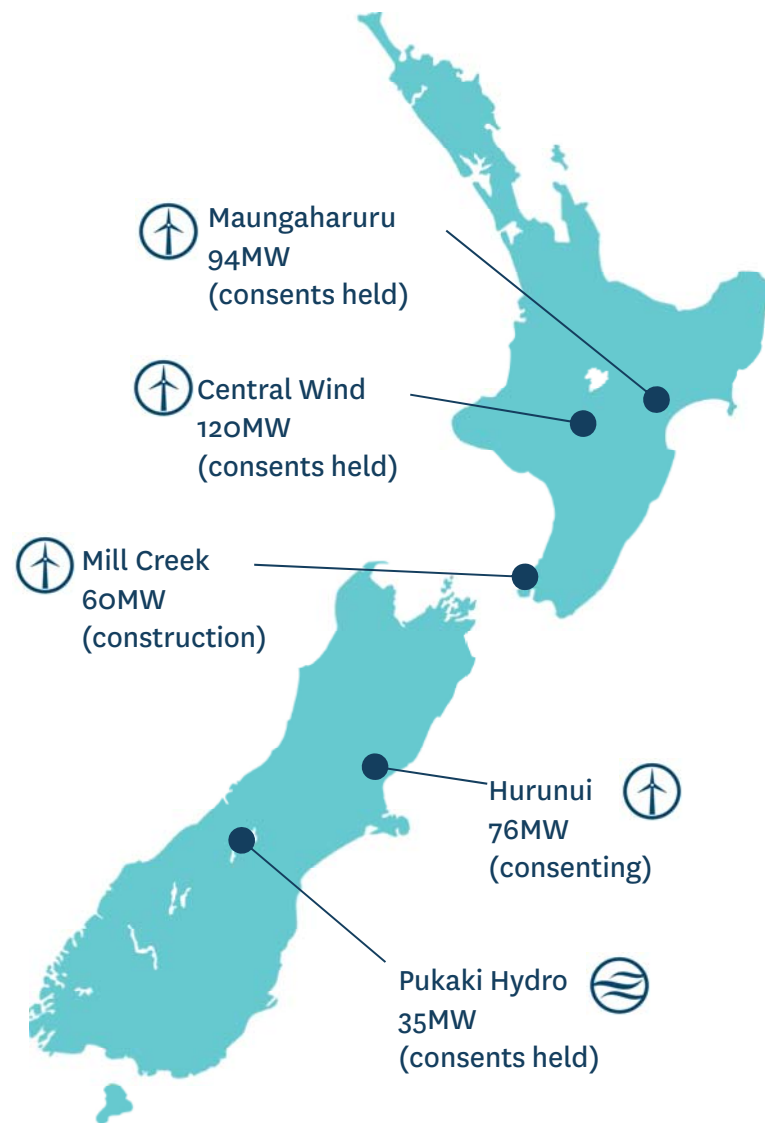 Maungaharuru
94MW
(consents held)
Central Wind
120MW
(consents held)
Mill Creek
60MW
(construction)
Hurunui
76MW
(consenting)
Pukaki Hydro
35MW
(consents held)